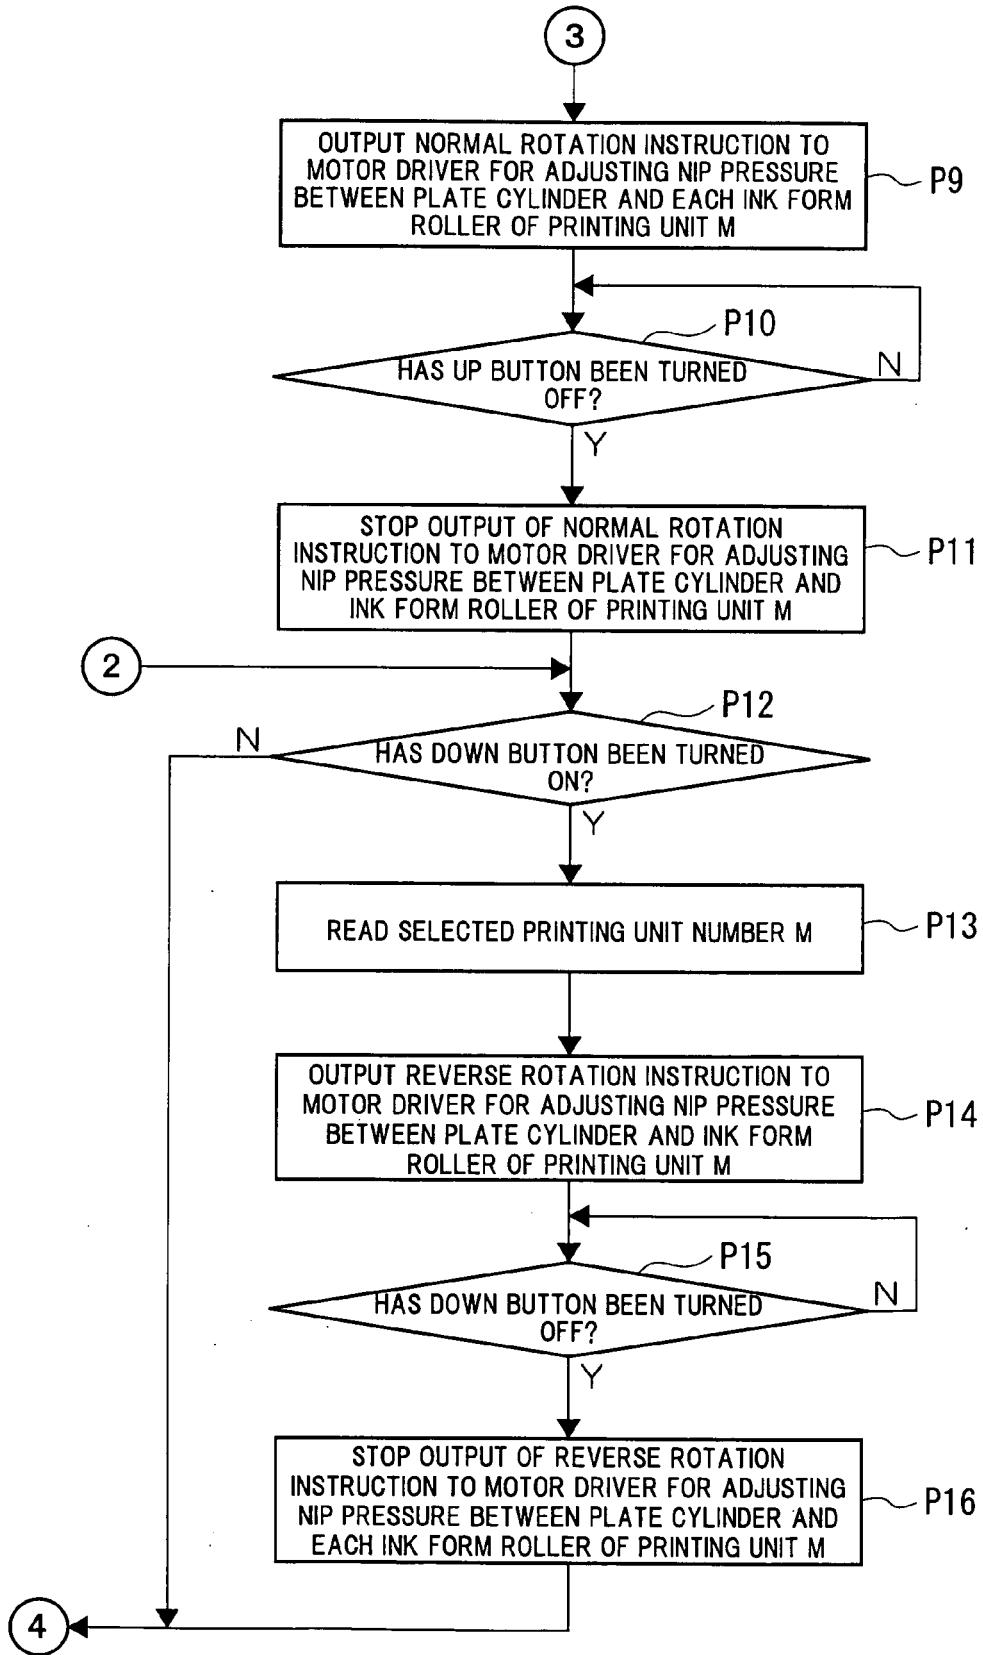 3
OUTPUT NORMAL ROTATION INSTRUCTION TO
MOTOR DRIVER FOR ADJUSTING NIP PRESSURE
BETWEEN PLATE CYLINDER AND EACH INK FORM
ROLLER OF PRINTING UNIT M
P9
P10
HAS UP BUTTON BEEN TURNED
OFF?
N
Y
STOP OUTPUT OF NORMAL ROTATION
INSTRUCTION TO MOTOR DRIVER FOR ADJUSTING
NIP PRESSURE BETWEEN PLATE CYLINDER AND
INK FORM ROLLER OF PRINTING UNIT M
P11
2
P12
N
HAS DOWN BUTTON BEEN TURNED
ON?
Y
READ SELECTED PRINTING UNIT NUMBER M
P13
OUTPUT REVERSE ROTATION INSTRUCTION TO
MOTOR DRIVER FOR ADJUSTING NIP PRESSURE
BETWEEN PLATE CYLINDER AND INK FORM
ROLLER OF PRINTING UNIT M
P14
P15
HAS DOWN BUTTON BEEN TURNED
OFF?
N
Y
STOP OUTPUT OF REVERSE ROTATION
INSTRUCTION TO MOTOR DRIVER FOR ADJUSTING
NIP PRESSURE BETWEEN PLATE CYLINDER AND
EACH INK FORM ROLLER OF PRINTING UNIT M
P16
4